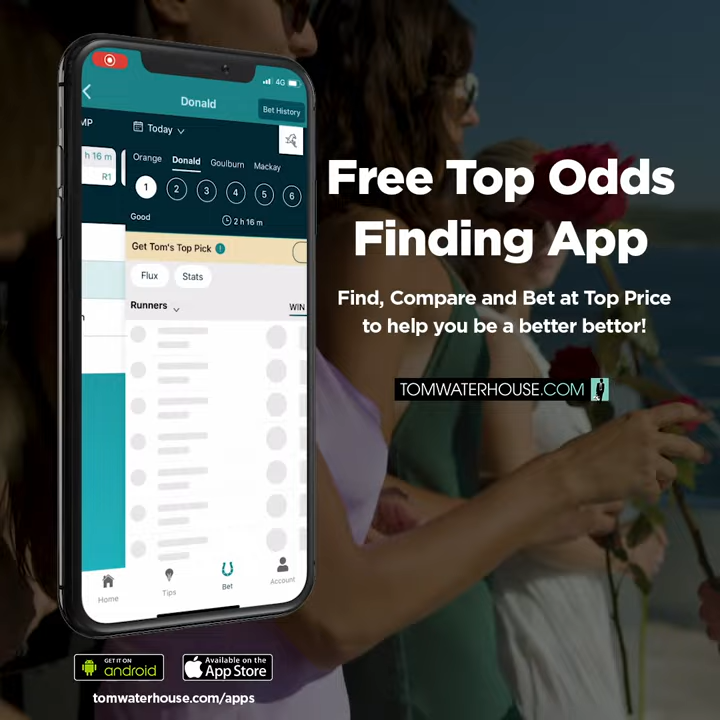 4G
Donald
Bet History
MP
Today
h 16 m
R1
Orange Donald Goulburn Mackay
1 2 3 4 5 6
Good
2 h 16 m
Get Tom's Top Pick !
Flux Stats
Runners
WIN
Home Tips Bet Account
Free Top Odds
Finding App
Find, Compare and Bet at Top Price
to help you be a better bettor!
TOMWATERHOUSE.COM
GET IT ON
android
Available on the
App Store
tomwaterhouse.com/apps